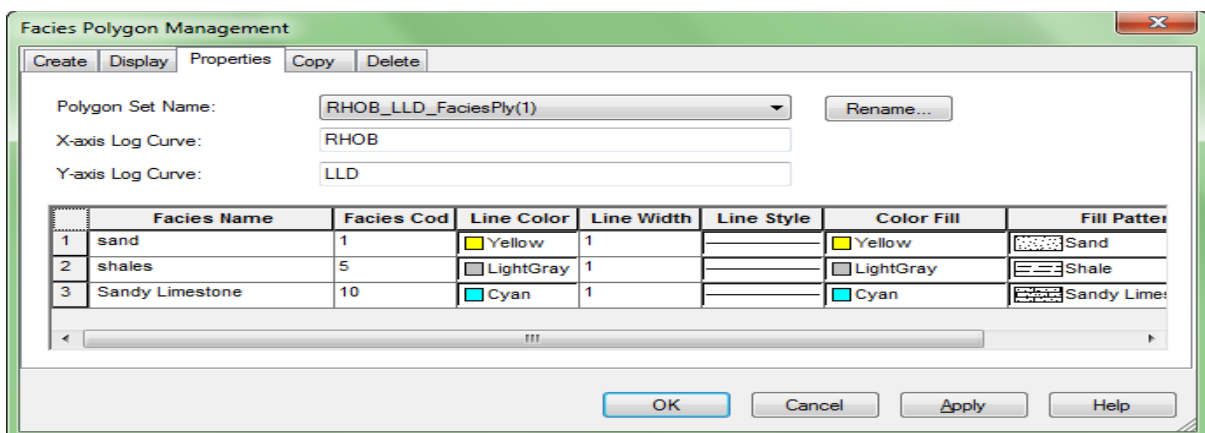 Facies Polygon Management
Create Display Properties Copy Delete
Polygon Set Name: RHOB_LLD_FaciesPly(1) Rename...
X-axis Log Curve: RHOB
Y-axis Log Curve: LLD
Facies Name Facies Cod Line Color Line Width Line Style Color Fill Fill Patter
1 sand 1 Yellow 1 Yellow Sand
2 shales 5 LightGray 1 LightGray Shale
3 Sandy Limestone 10 Cyan 1 Cyan Sandy Limes
OK Cancel Apply Help